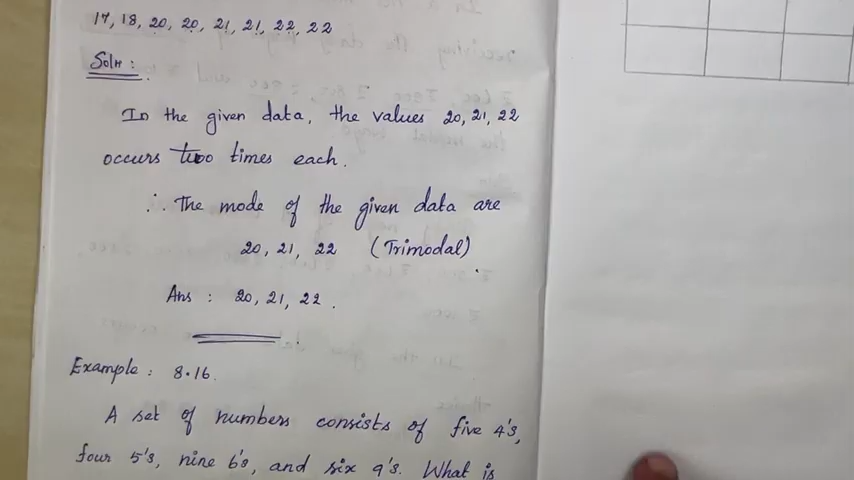 17, 18, 20, 20, 21, 21, 22, 22
Soln :
In the given data, the values 20, 21, 22
occurs two times each.
∴ The mode of the given data are
20, 21, 22 (Trimodal)
Ans : 20, 21, 22.
Example : 8.16.
A set of numbers consists of five 4's,
four 5's, nine 6's, and six 9's. What is